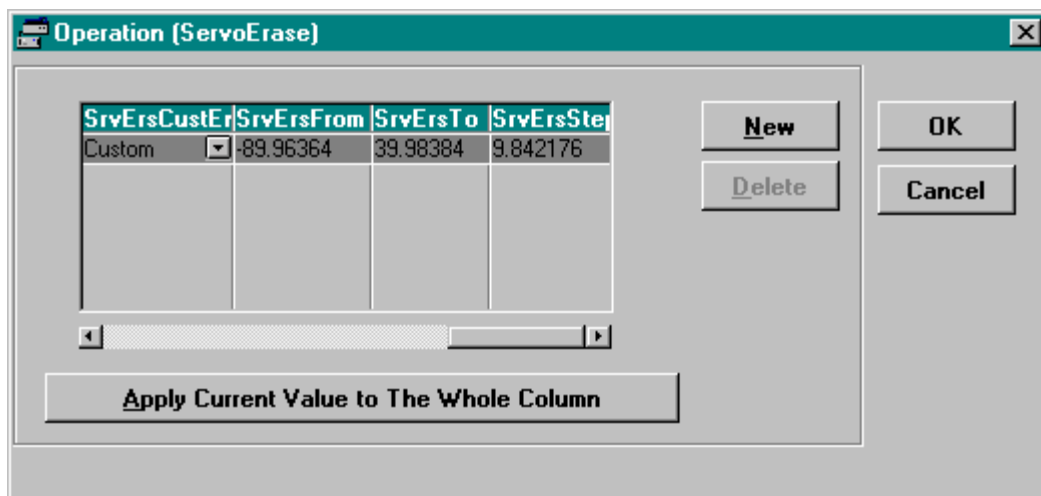 Operation (ServoErase)
SrvErsCustEr SrvErsFrom SrvErsTo SrvErsStep
Custom -89.96364 39.98384 9.842176
New
OK
Delete
Cancel
Apply Current Value to The Whole Column